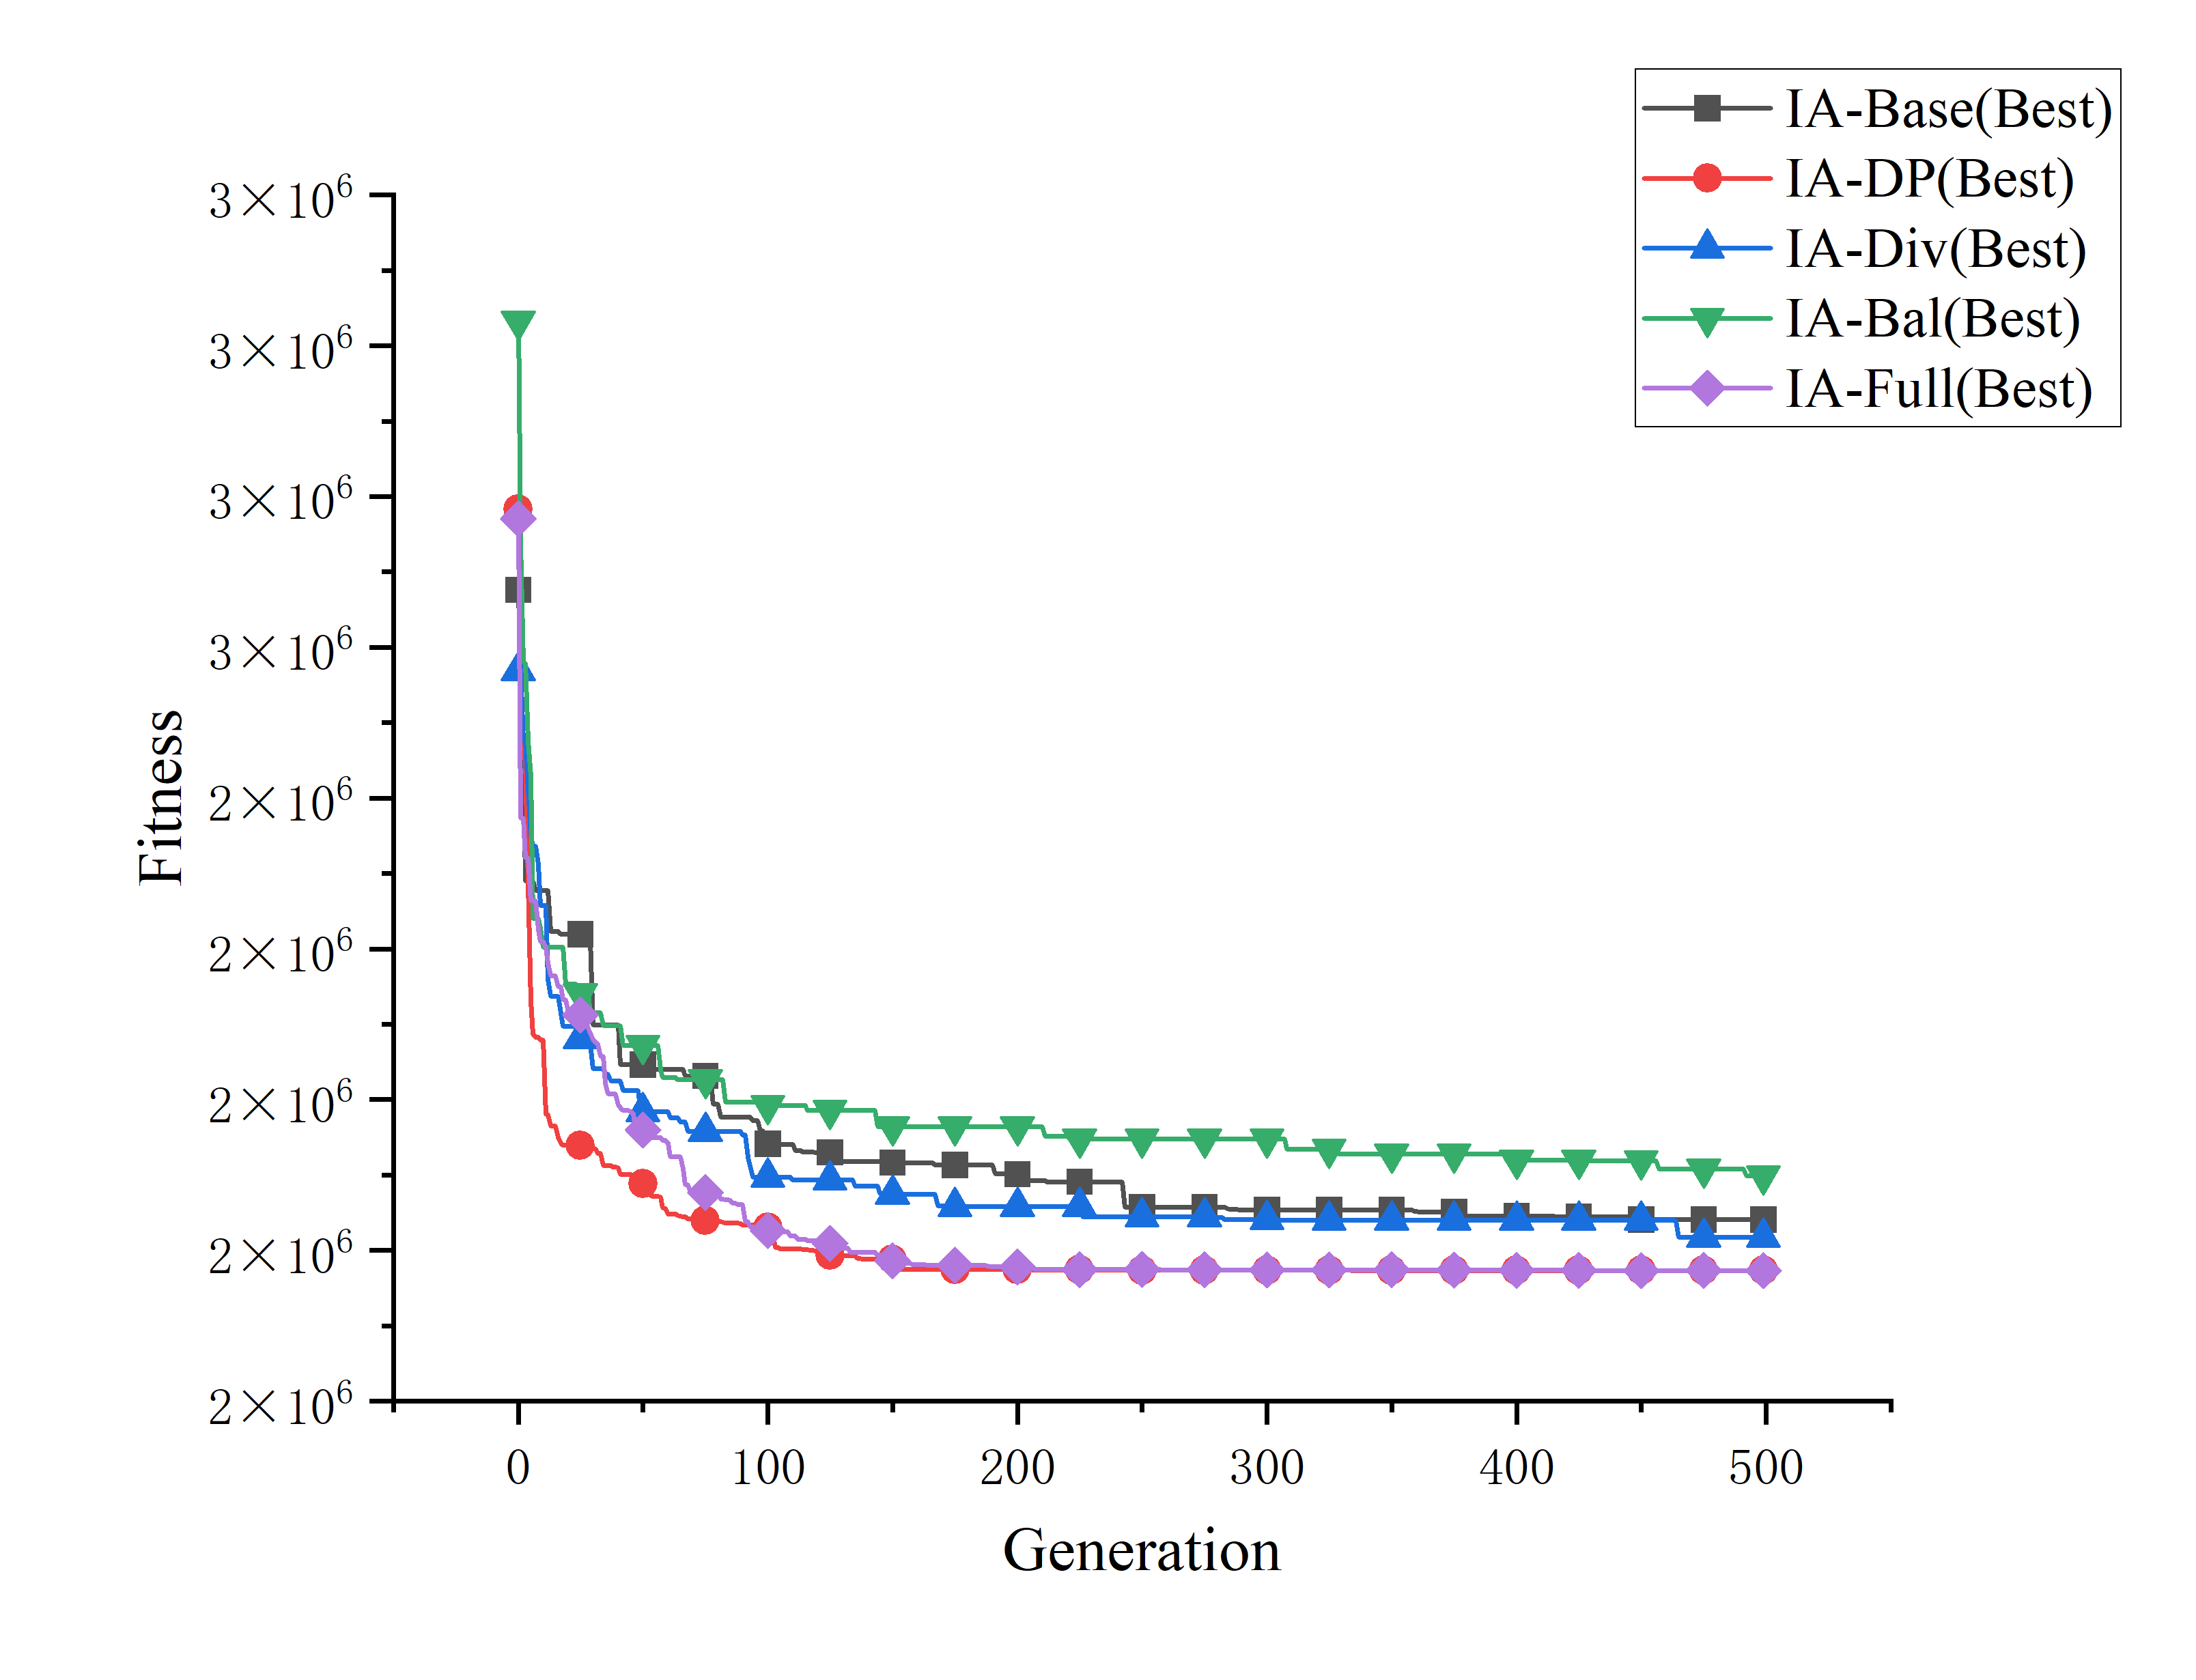 IA-Base(Best)
IA-DP(Best)
IA-Div(Best)
IA-Bal(Best)
IA-Full(Best)
3×10⁶
3×10⁶
3×10⁶
3×10⁶
2×10⁶
2×10⁶
2×10⁶
2×10⁶
2×10⁶
Fitness
0 100 200 300 400 500
Generation